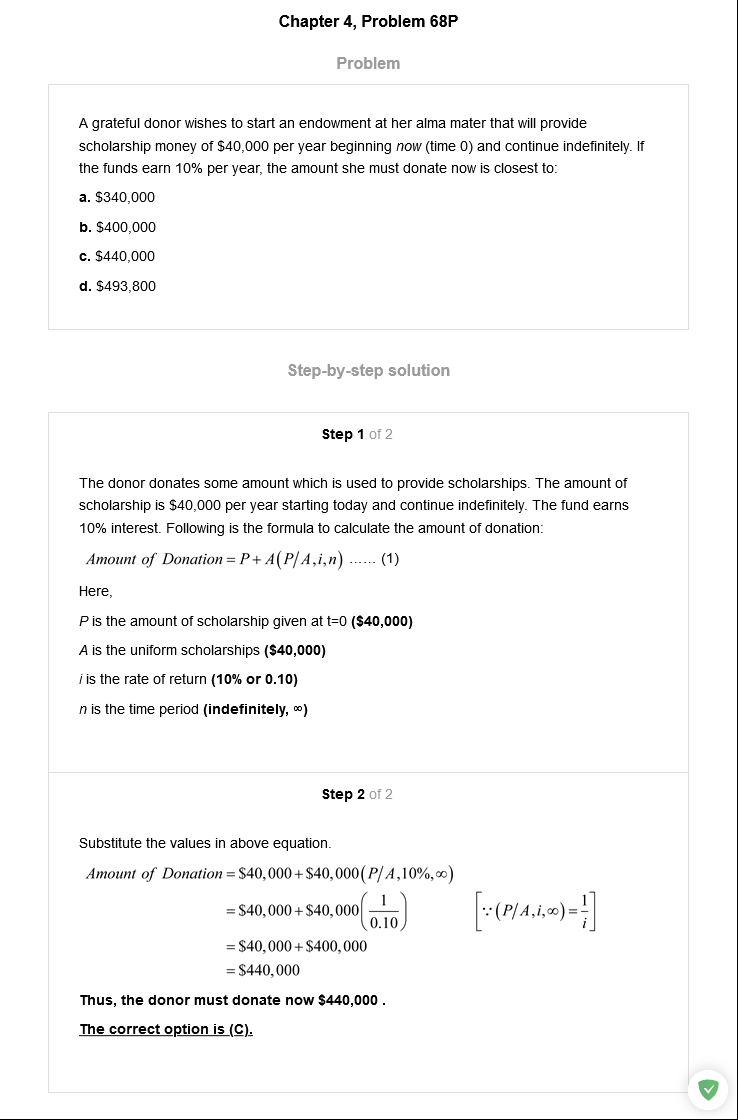 Chapter 4, Problem 68P
Problem
A grateful donor wishes to start an endowment at her alma mater that will provide
scholarship money of $40,000 per year beginning now (time 0) and continue indefinitely. If
the funds earn 10% per year, the amount she must donate now is closest to:
a. $340,000
b. $400,000
c. $440,000
d. $493,800
Step-by-step solution
Step 1 of 2
The donor donates some amount which is used to provide scholarships. The amount of
scholarship is $40,000 per year starting today and continue indefinitely. The fund earns
10% interest. Following is the formula to calculate the amount of donation:
Amount of Donation = P + A(P/A,i,n) ...... (1)
Here,
P is the amount of scholarship given at t=0 ($40,000)
A is the uniform scholarships ($40,000)
i is the rate of return (10% or 0.10)
n is the time period (indefinitely, ∞)
Step 2 of 2
Substitute the values in above equation.
Amount of Donation = $40,000 + $40,000(P/A,10%,∞)
= $40,000 + $40,000(1/0.10) [∵ (P/A,i,∞) = 1/i]
= $40,000 + $400,000
= $440,000
Thus, the donor must donate now $440,000 .
The correct option is (C).